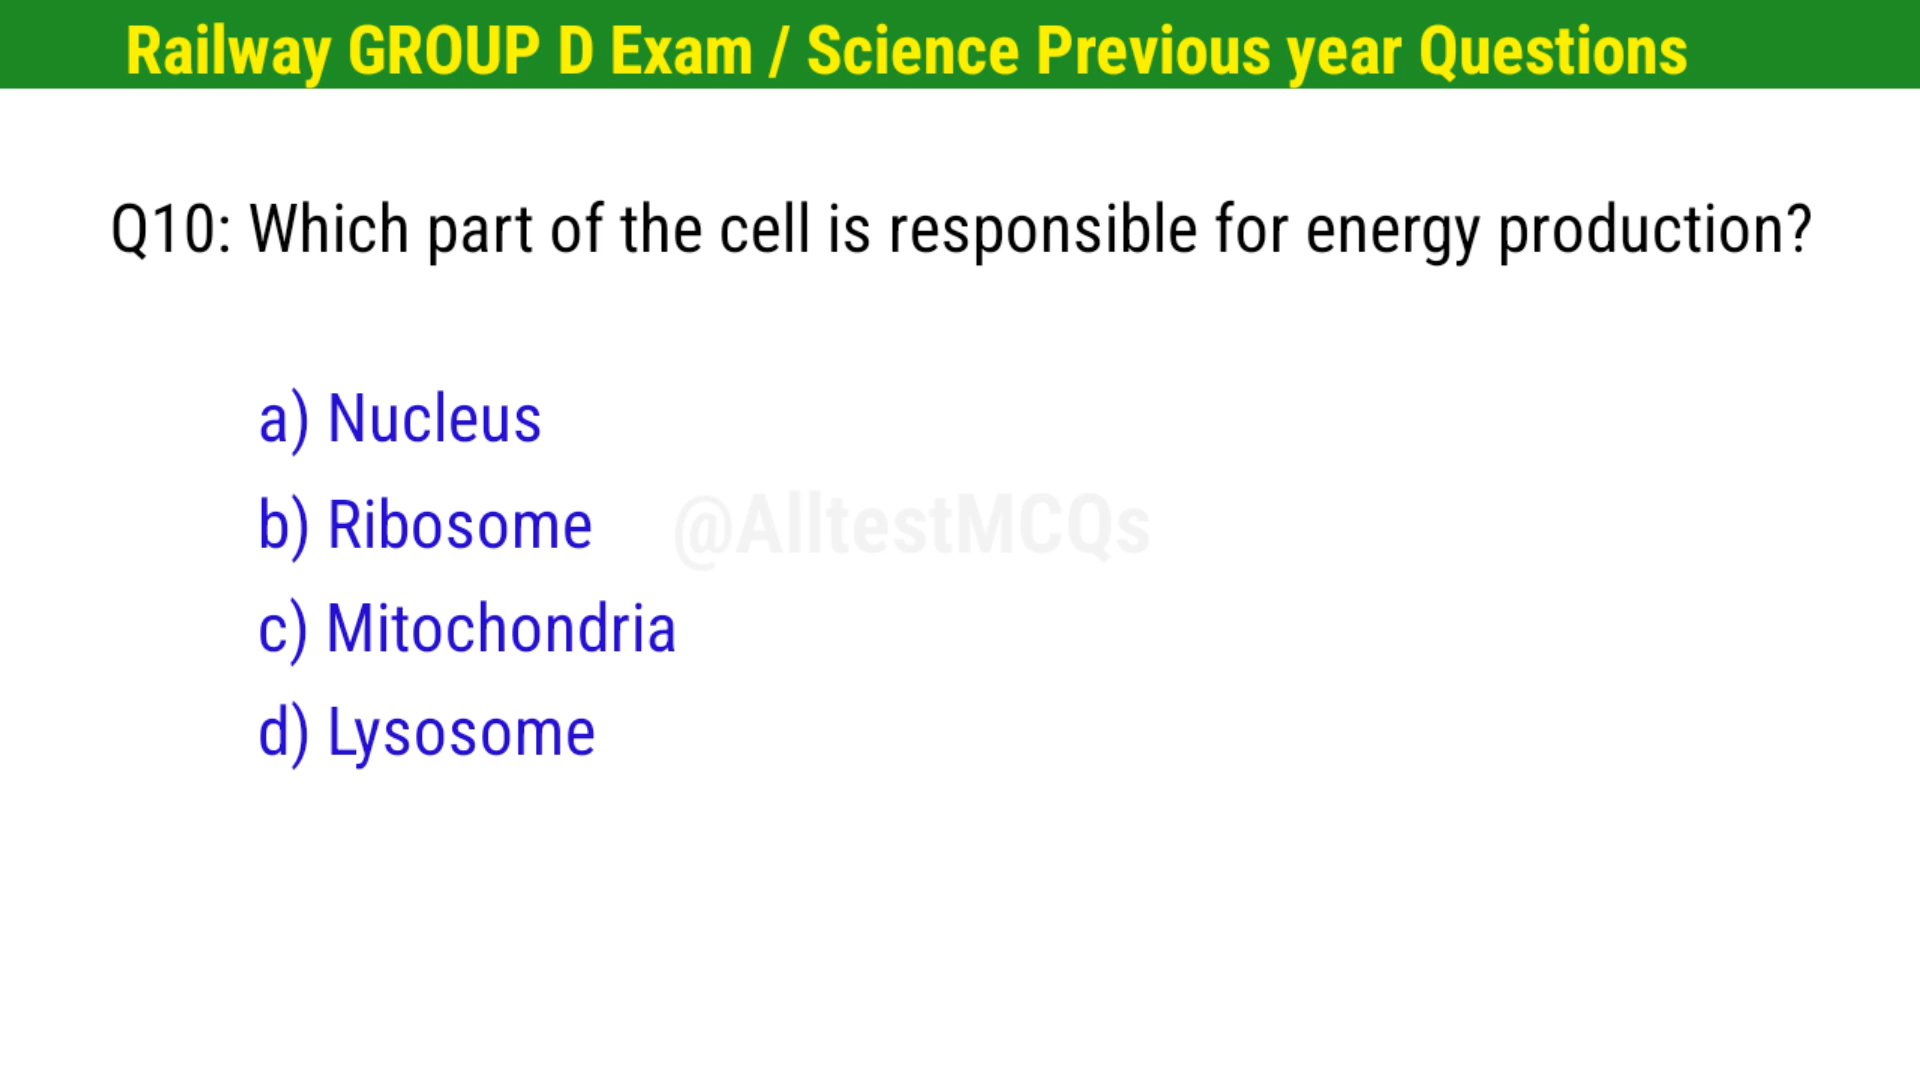 Railway GROUP D Exam / Science Previous year Questions
Q10: Which part of the cell is responsible for energy production?
a) Nucleus
b) Ribosome
@AlltestMCQs
c) Mitochondria
d) Lysosome